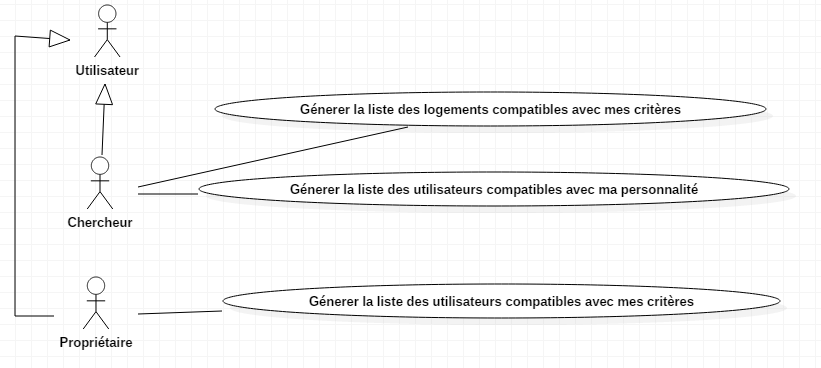 Utilisateur
Génerer la liste des logements compatibles avec mes critères
Génerer la liste des utilisateurs compatibles avec ma personnalité
Chercheur
Génerer la liste des utilisateurs compatibles avec mes critères
Propriétaire